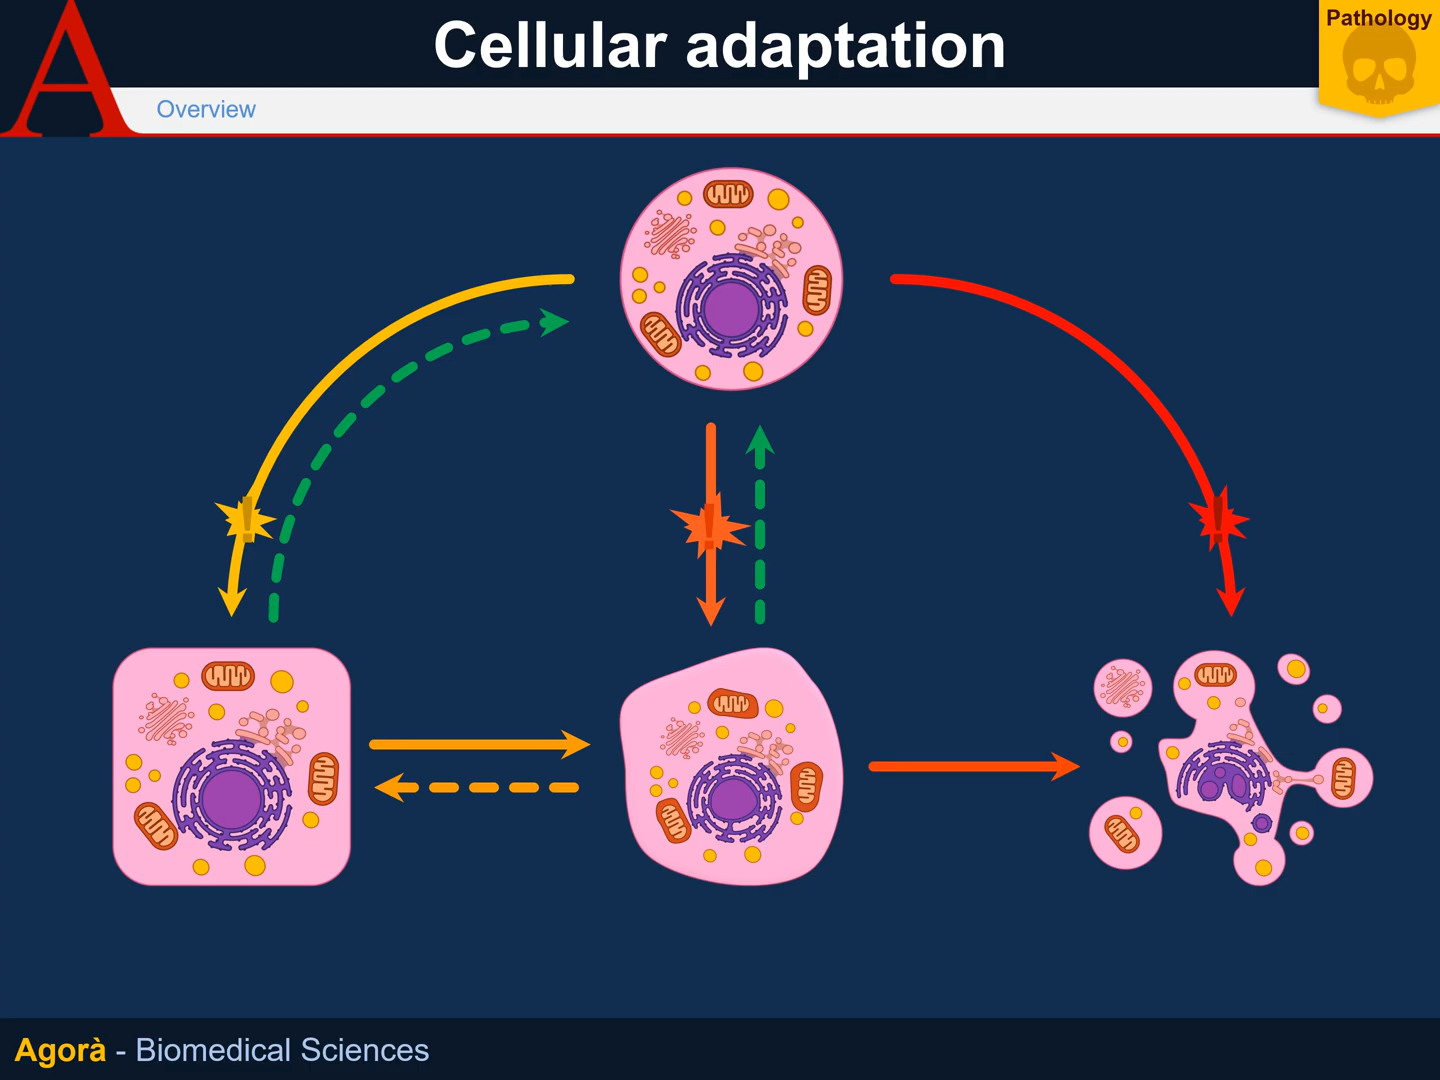 A
Cellular adaptation
Pathology
Overview
Agorà - Biomedical Sciences